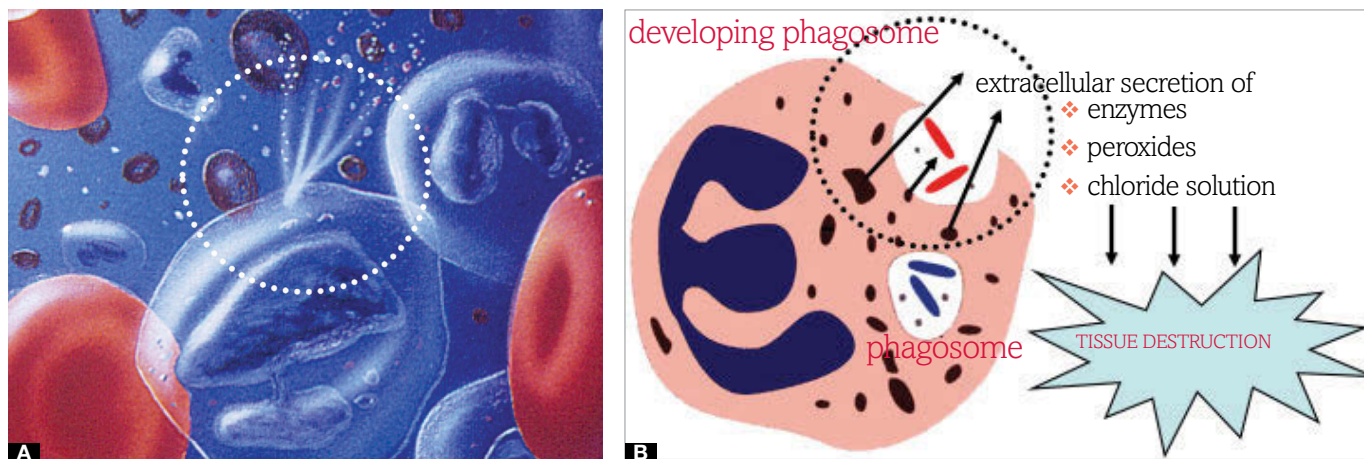 developing phagosome
extracellular secretion of
❖ enzymes
❖ peroxides
❖ chloride solution
phagosome
TISSUE DESTRUCTION
A
B